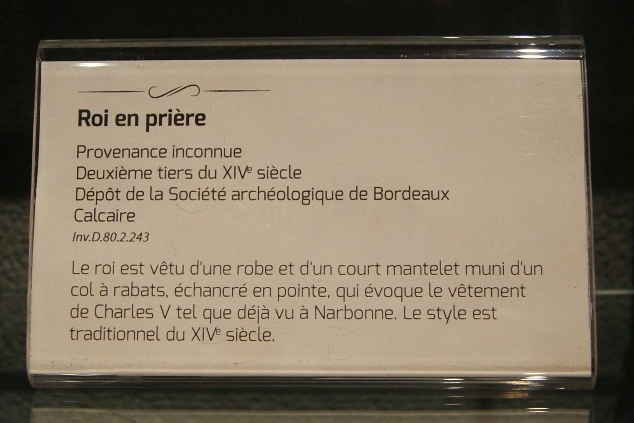 Roi en prière
Provenance inconnue
Deuxième tiers du XIVe siècle
Dépôt de la Société archéologique de Bordeaux
Calcaire
Inv.D.80.2.243
Le roi est vêtu d'une robe et d'un court mantelet muni d'un
col à rabats, échancré en pointe, qui évoque le vêtement
de Charles V tel que déjà vu à Narbonne. Le style est
traditionnel du XIVe siècle.